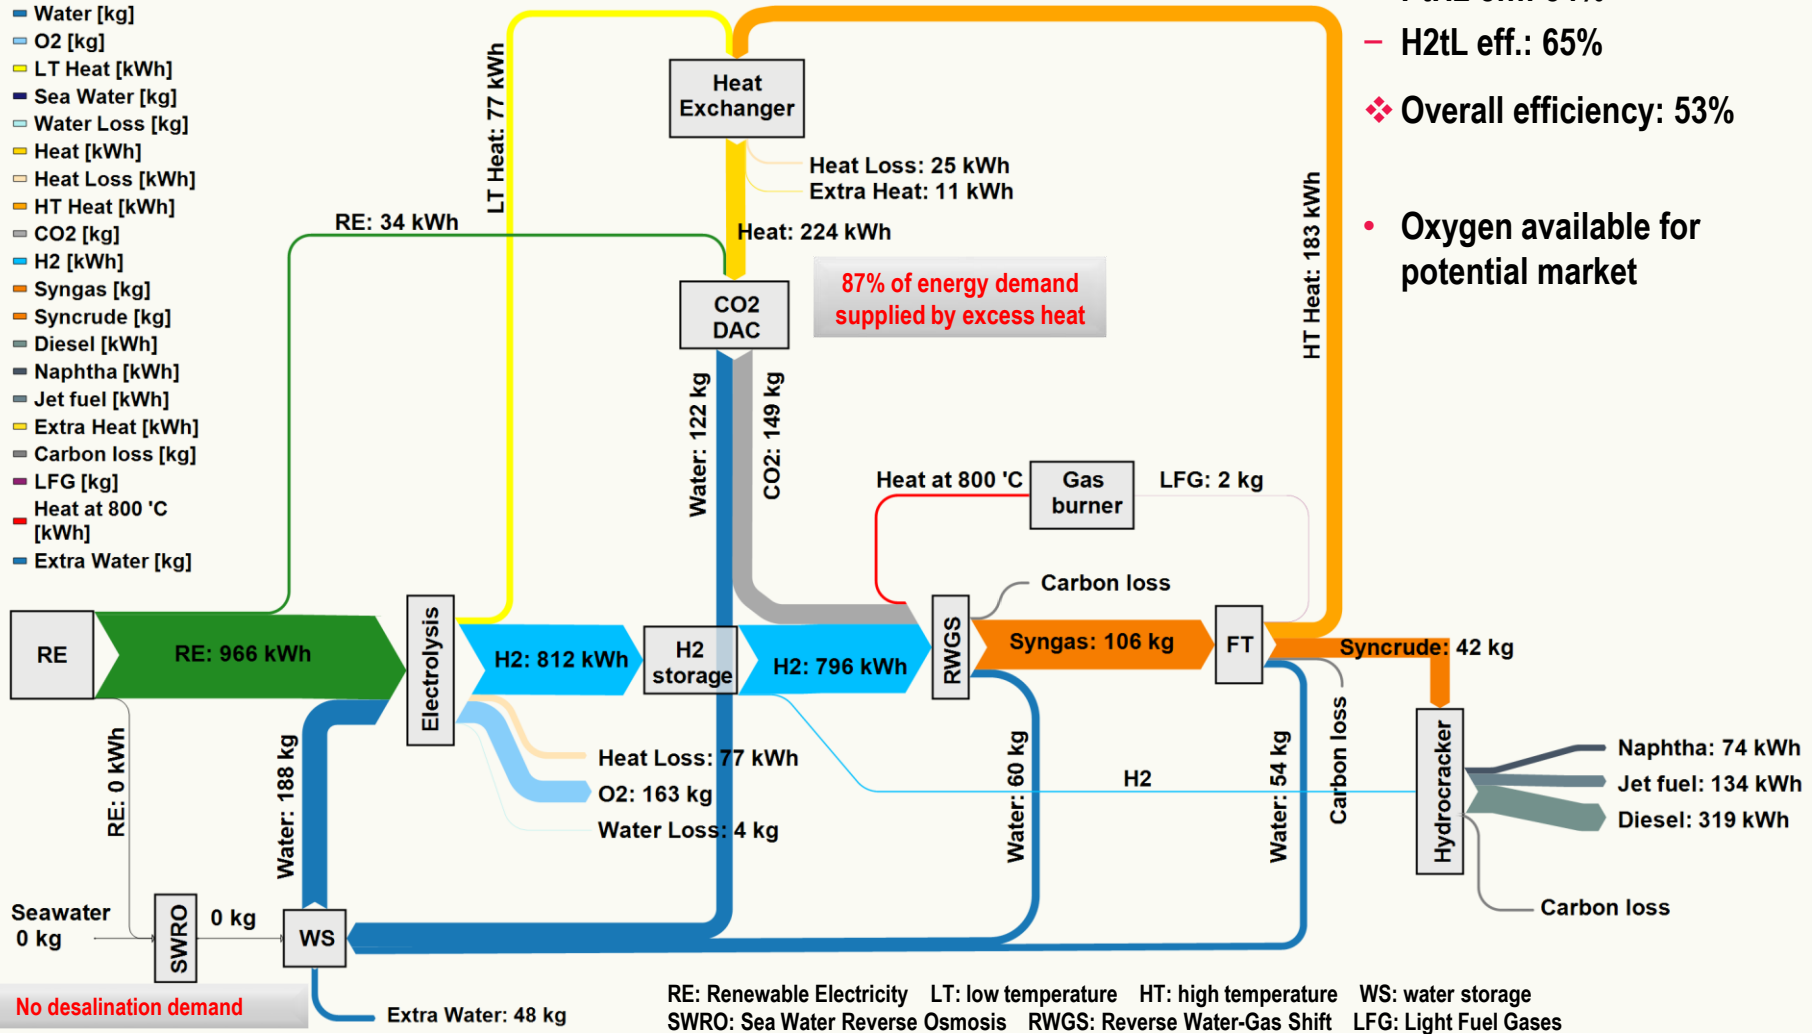 Water [kg]
O2 [kg]
LT Heat [kWh]
Sea Water [kg]
Water Loss [kg]
Heat [kWh]
Heat Loss [kWh]
HT Heat [kWh]
CO2 [kg]
H2 [kWh]
Syngas [kg]
Syncrude [kg]
Diesel [kWh]
Naphtha [kWh]
Jet fuel [kWh]
Extra Heat [kWh]
Carbon loss [kg]
LFG [kg]
Heat at 800 'C
[kWh]
Extra Water [kg]
– H2tL eff.: 65%
❖ Overall efficiency: 53%
• Oxygen available for
potential market
LT Heat: 77 kWh
Heat
Exchanger
Heat Loss: 25 kWh
Extra Heat: 11 kWh
HT Heat: 183 kWh
RE: 34 kWh
Heat: 224 kWh
87% of energy demand
supplied by excess heat
CO2
DAC
Water: 122 kg
CO2: 149 kg
Heat at 800 'C
Gas
burner
LFG: 2 kg
Carbon loss
RE
RE: 966 kWh
Electrolysis
H2: 812 kWh
H2
storage
H2: 796 kWh
RWGS
Syngas: 106 kg
FT
Syncrude: 42 kg
RE: 0 kWh
Water: 188 kg
Heat Loss: 77 kWh
O2: 163 kg
Water Loss: 4 kg
Water: 60 kg
H2
Water: 54 kg
Carbon loss
Hydrocracker
Naphtha: 74 kWh
Jet fuel: 134 kWh
Diesel: 319 kWh
Carbon loss
Seawater
0 kg
SWRO
0 kg
WS
No desalination demand
Extra Water: 48 kg
RE: Renewable Electricity LT: low temperature HT: high temperature WS: water storage
SWRO: Sea Water Reverse Osmosis RWGS: Reverse Water-Gas Shift LFG: Light Fuel Gases